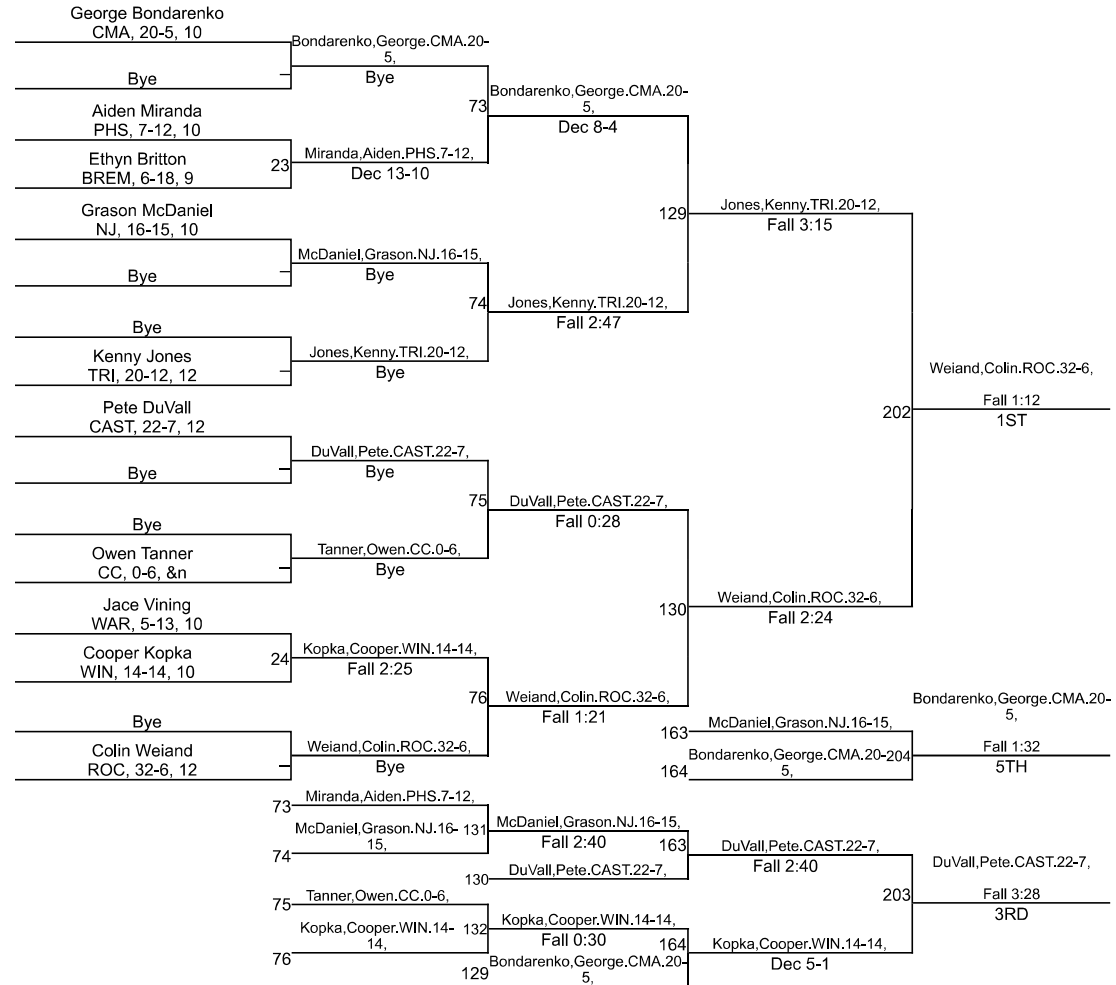 George Bondarenko
CMA, 20-5, 10
Bye
Aiden Miranda
PHS, 7-12, 10
Ethyn Britton
BREM, 6-18, 9
23
Grason McDaniel
NJ, 16-15, 10
Bye
Bye
Kenny Jones
TRI, 20-12, 12
Pete DuVall
CAST, 22-7, 12
Bye
Bye
Owen Tanner
CC, 0-6, &n
Jace Vining
WAR, 5-13, 10
Cooper Kopka
WIN, 14-14, 10
24
Bye
Colin Weiand
ROC, 32-6, 12
Bondarenko,George.CMA.20-
5,
Bye
73
Miranda,Aiden.PHS.7-12,
Dec 13-10
McDaniel,Grason.NJ.16-15,
Bye
74
Jones,Kenny.TRI.20-12,
Bye
DuVall,Pete.CAST.22-7,
Bye
75
Tanner,Owen.CC.0-6,
Bye
Kopka,Cooper.WIN.14-14,
Fall 2:25
76
Weiand,Colin.ROC.32-6,
Bye
Bondarenko,George.CMA.20-
5,
Dec 8-4
129
Jones,Kenny.TRI.20-12,
Fall 2:47
DuVall,Pete.CAST.22-7,
Fall 0:28
130
Weiand,Colin.ROC.32-6,
Fall 1:21
Jones,Kenny.TRI.20-12,
Fall 3:15
202
Weiand,Colin.ROC.32-6,
Fall 2:24
Weiand,Colin.ROC.32-6,
Fall 1:12
1ST
163
McDaniel,Grason.NJ.16-15,
164
Bondarenko,George.CMA.20-
5,
204
Bondarenko,George.CMA.20-
5,
Fall 1:32
5TH
73
Miranda,Aiden.PHS.7-12,
74
McDaniel,Grason.NJ.16-
15,
131
McDaniel,Grason.NJ.16-15,
Fall 2:40
130
DuVall,Pete.CAST.22-7,
163
DuVall,Pete.CAST.22-7,
Fall 2:40
75
Tanner,Owen.CC.0-6,
76
Kopka,Cooper.WIN.14-
14,
132
Kopka,Cooper.WIN.14-14,
Fall 0:30
129
Bondarenko,George.CMA.20-
5,
164
Kopka,Cooper.WIN.14-14,
Dec 5-1
203
DuVall,Pete.CAST.22-7,
Fall 3:28
3RD